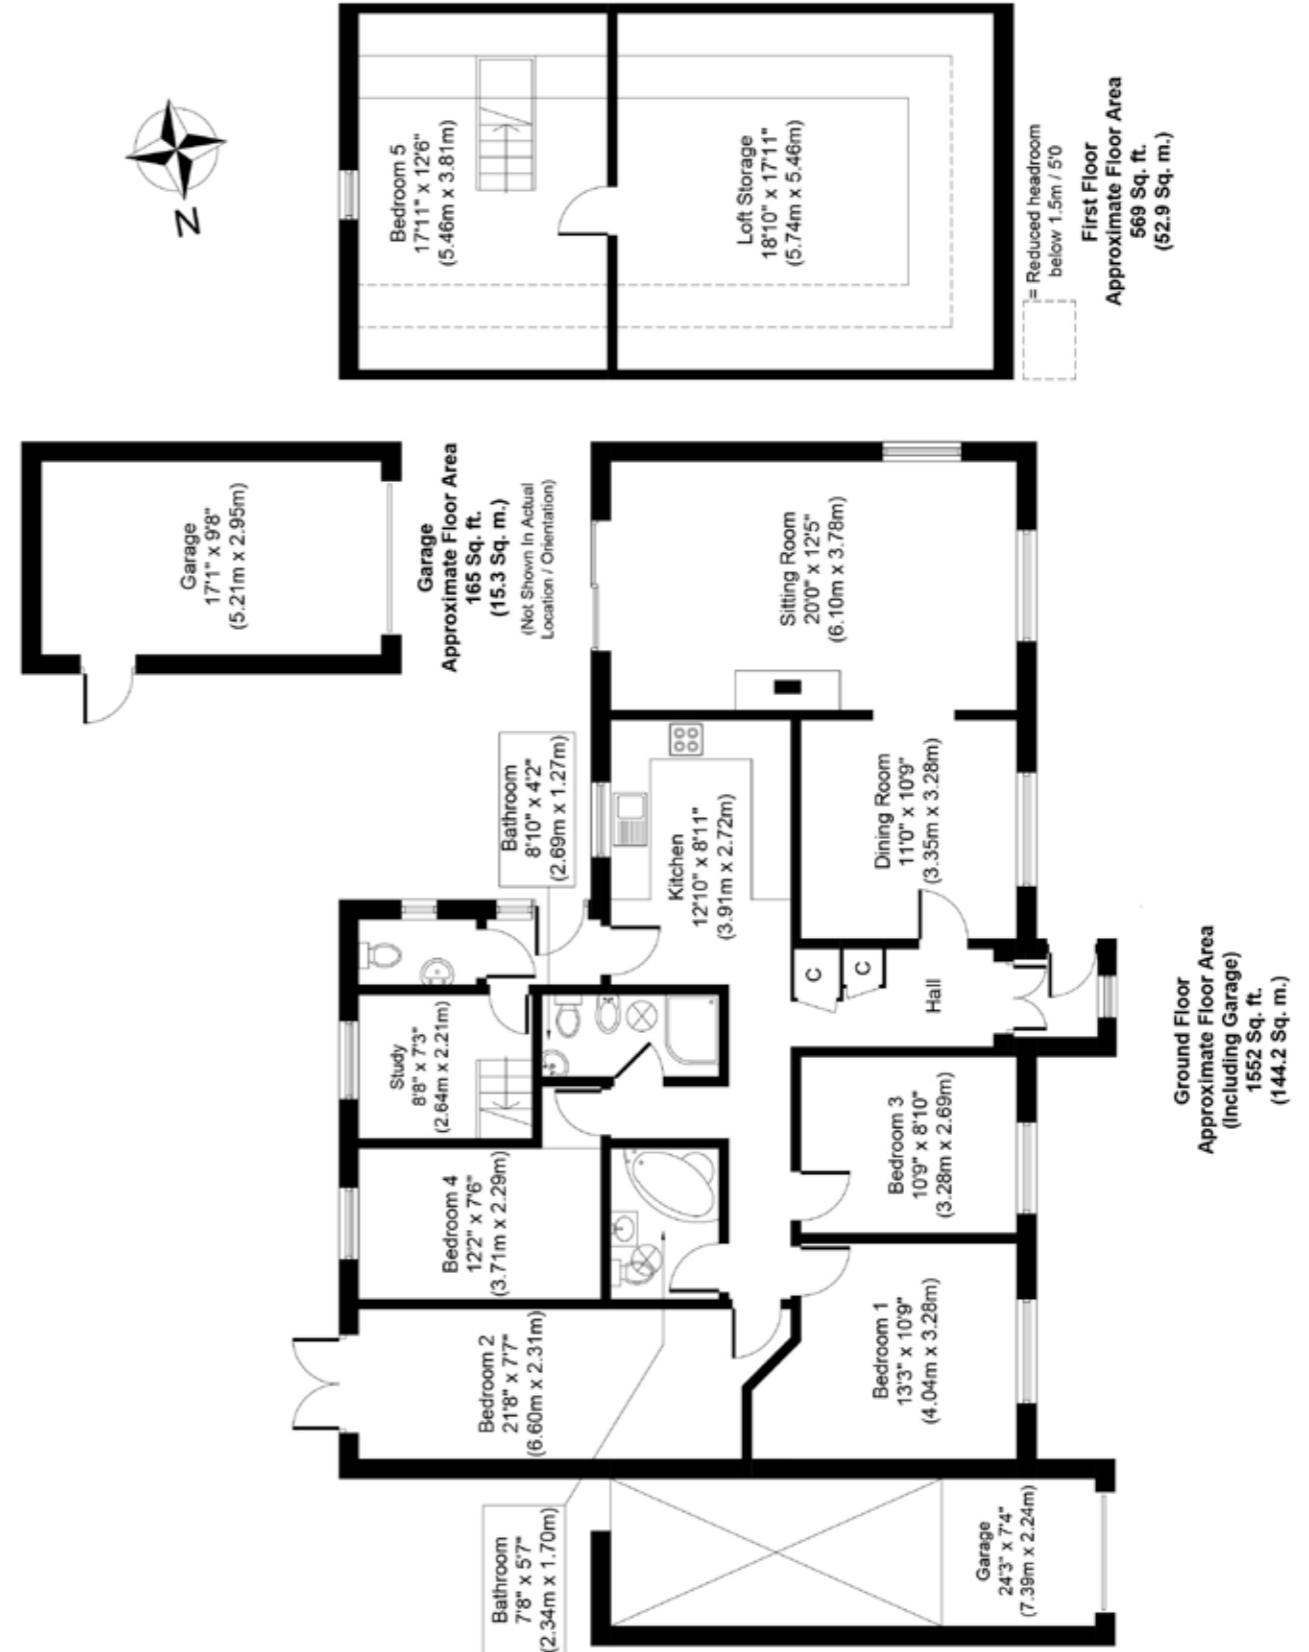 Bathroom
7'8" x 5'7"
(2.34m x 1.70m)
Garage
24'3" x 7'4"
(7.39m x 2.24m)
Bedroom 2
21'8" x 7'7"
(6.60m x 2.31m)
Bedroom 1
13'3" x 10'9"
(4.04m x 3.28m)
Bedroom 4
12'2" x 7'6"
(3.71m x 2.29m)
Bedroom 3
10'9" x 8'10"
(3.28m x 2.69m)
Study
8'8" x 7'3"
(2.64m x 2.21m)
Hall
C
C
Bathroom
8'10" x 4'2"
(2.69m x 1.27m)
Kitchen
12'10" x 8'11"
(3.91m x 2.72m)
Dining Room
11'0" x 10'9"
(3.35m x 3.28m)
Sitting Room
20'0" x 12'5"
(6.10m x 3.78m)
Ground Floor
Approximate Floor Area
(Including Garage)
1552 Sq. ft.
(144.2 Sq. m.)
Garage
17'1" x 9'8"
(5.21m x 2.95m)
Garage
Approximate Floor Area
165 Sq. ft.
(15.3 Sq. m.)
(Not Shown In Actual
Location / Orientation)
N
Bedroom 5
17'11" x 12'6"
(5.46m x 3.81m)
Loft Storage
18'10" x 17'11"
(5.74m x 5.46m)
= Reduced headroom
below 1.5m / 5'0
First Floor
Approximate Floor Area
569 Sq. ft.
(52.9 Sq. m.)